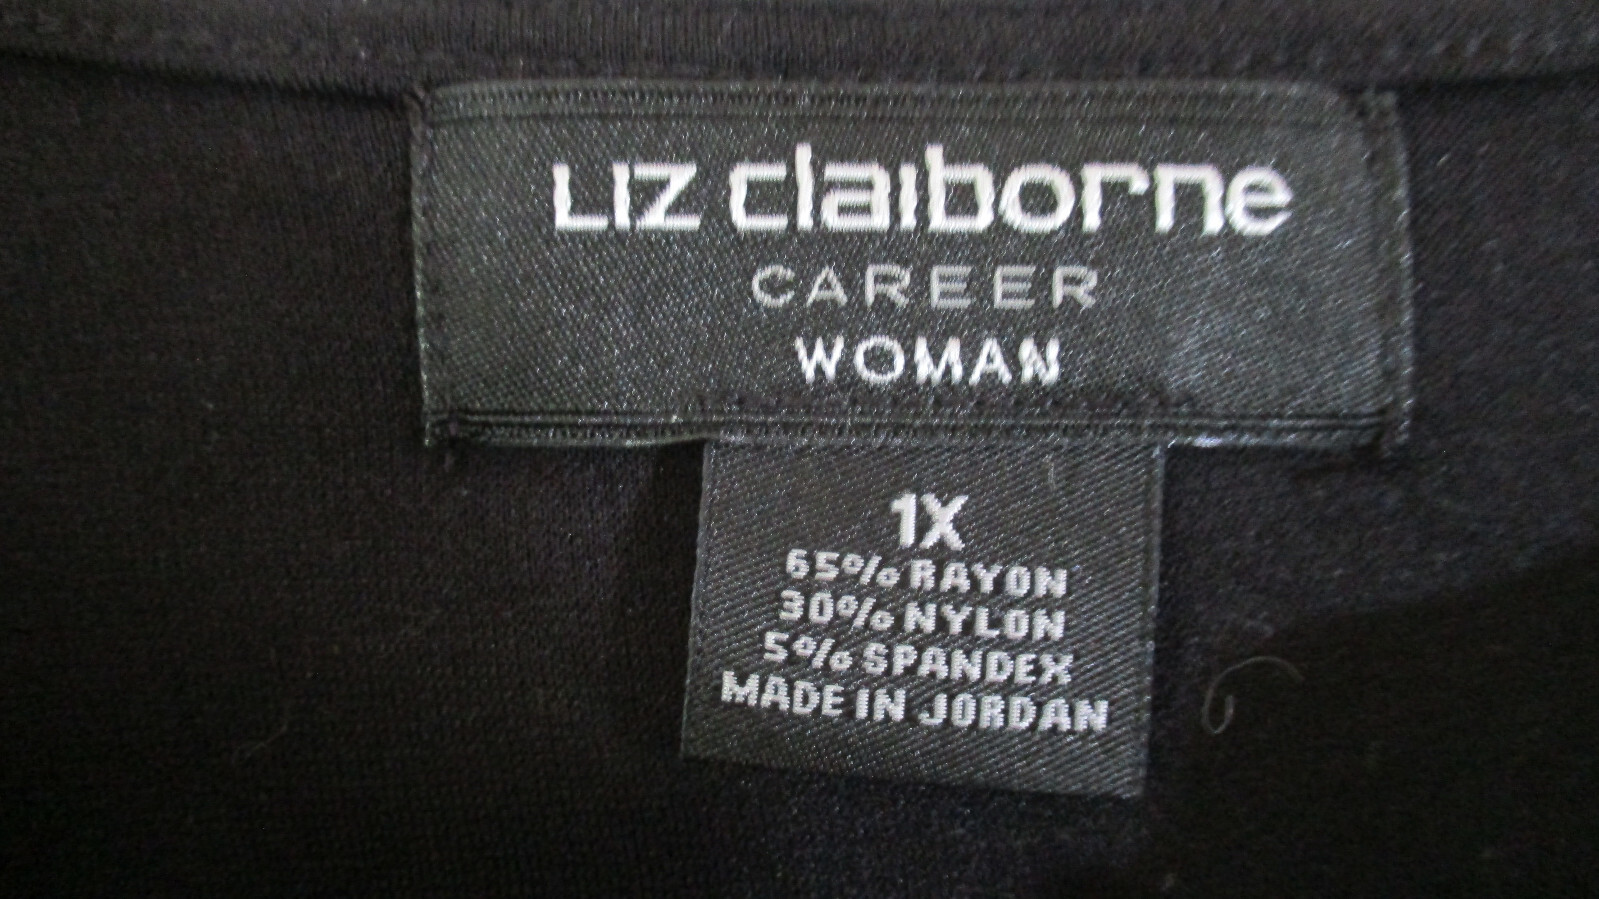 LIZ claiborne
CAREER
WOMAN
1X
65% RAYON
30% NYLON
5% SPANDEX
MADE IN JORDAN